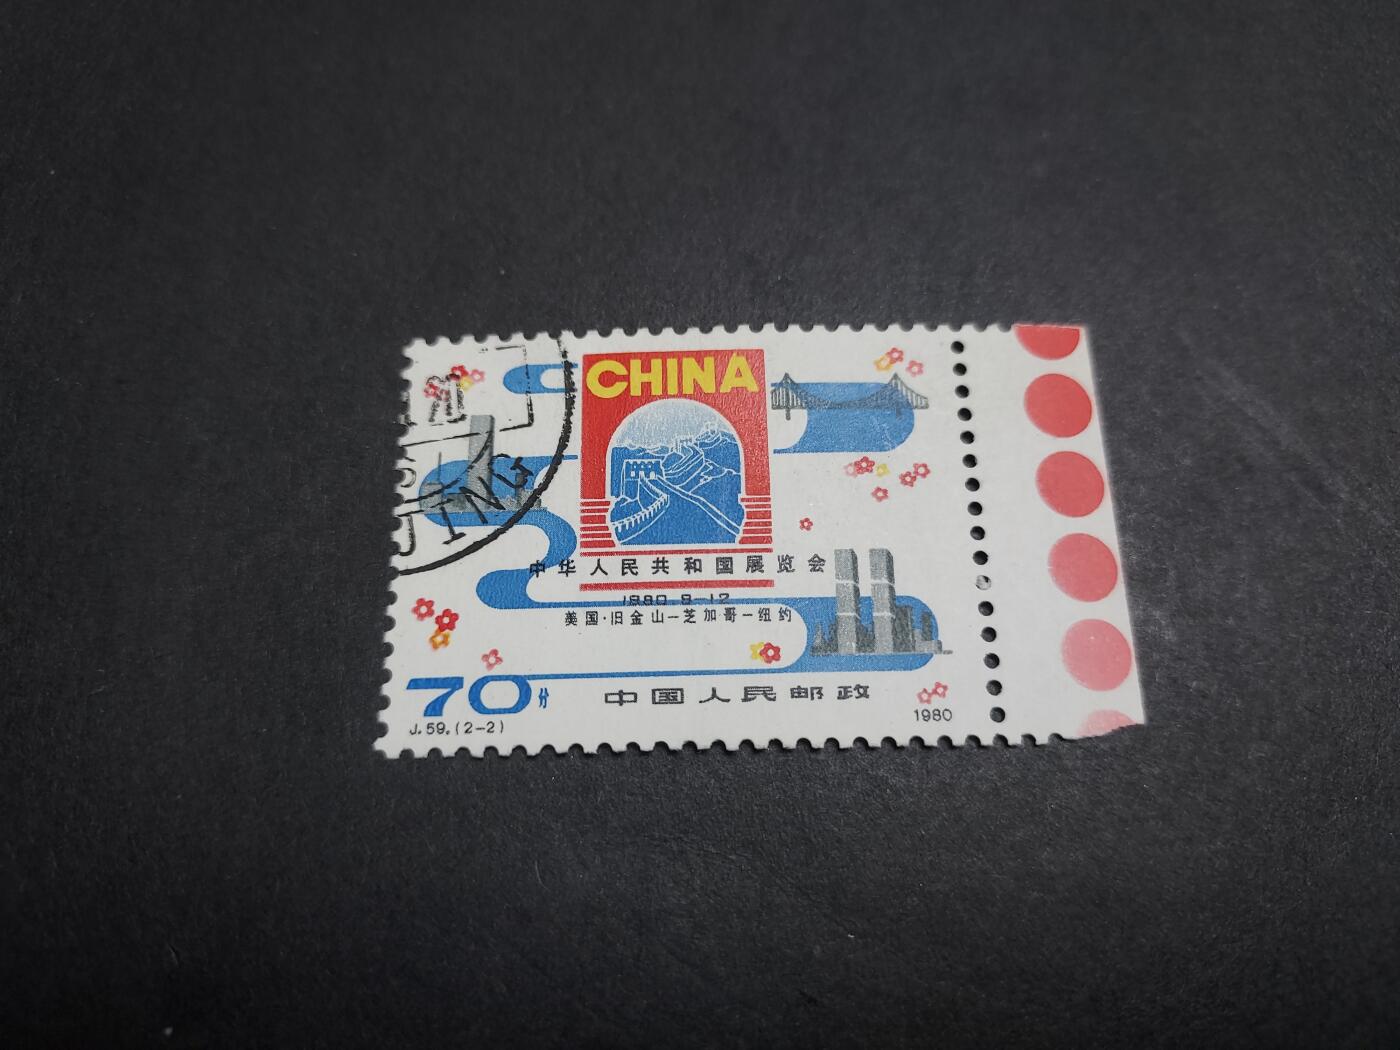 CHINA
JING
中华人民共和国展览会
1980 9-12
美国·旧金山—芝加哥—纽约
70分
中国人民邮政
J.59.(2-2)
1980